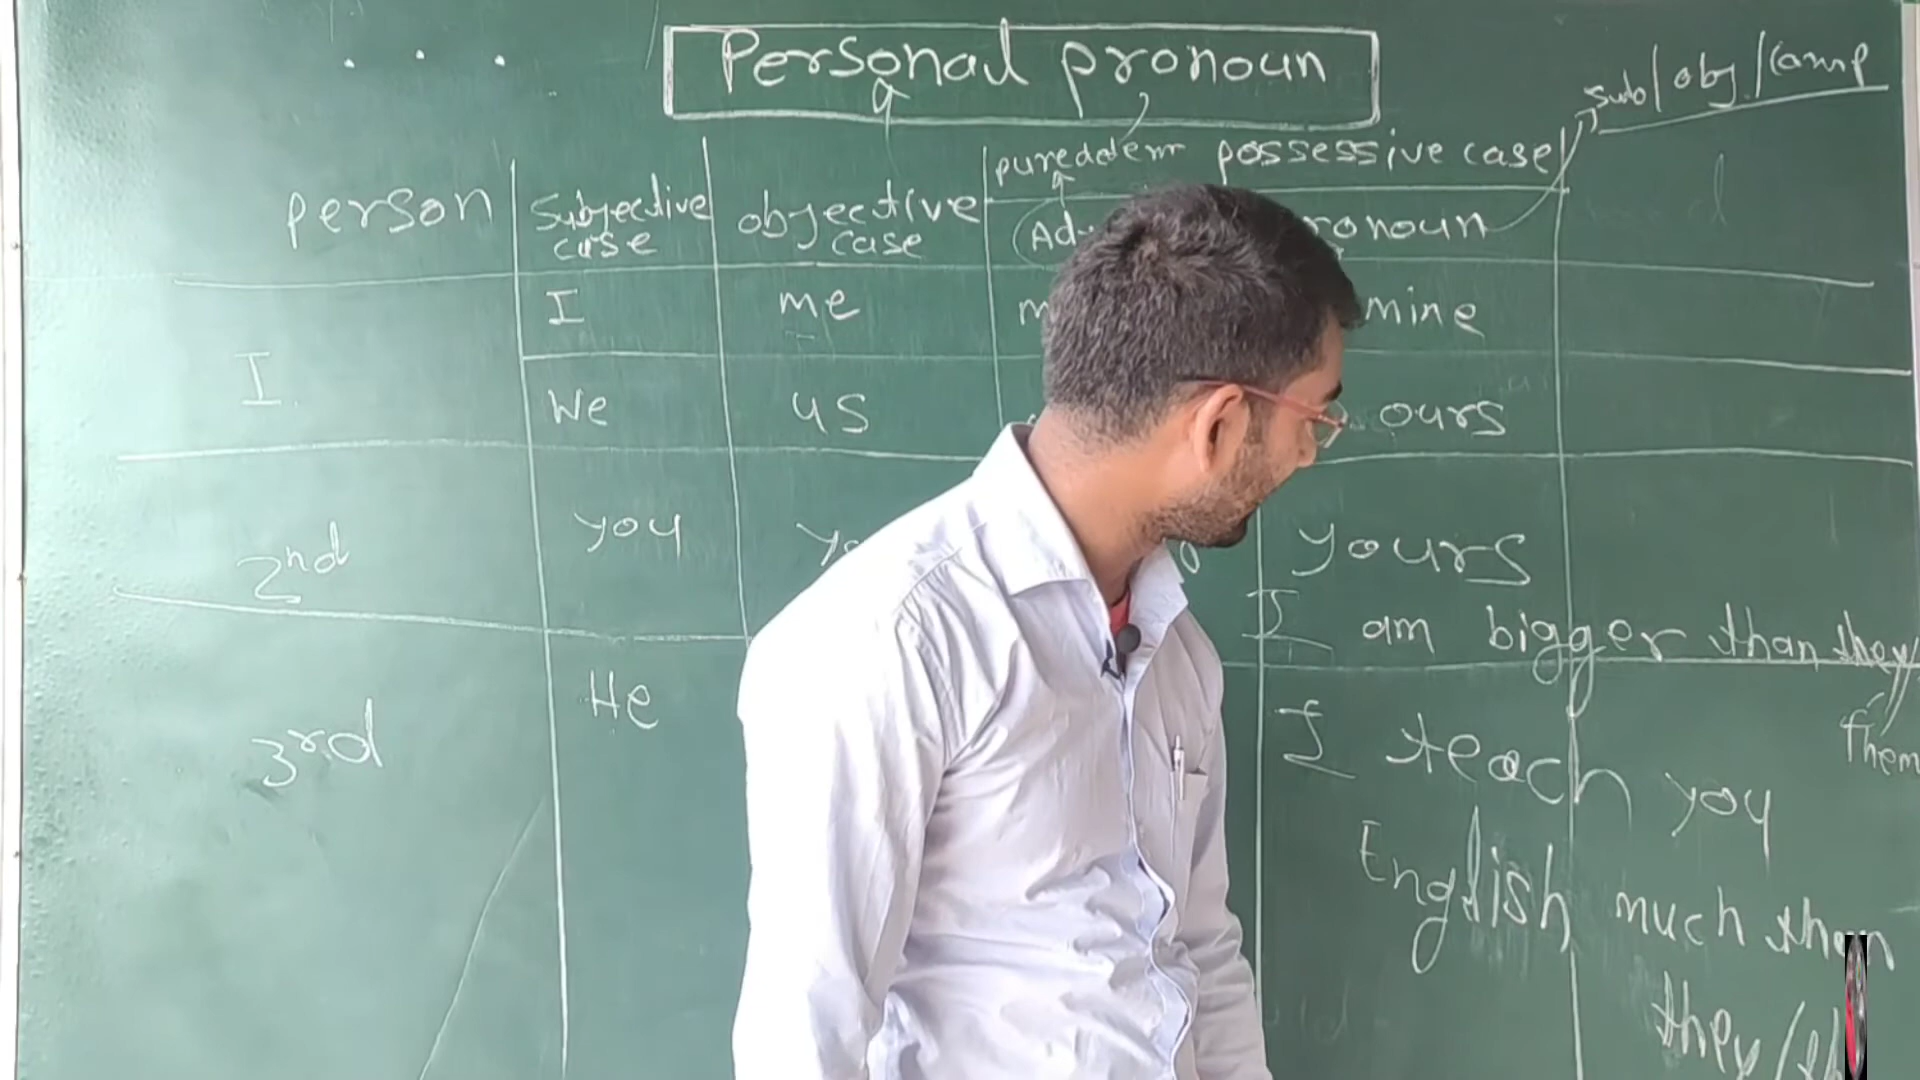 Personal pronoun
sub/obj/comp
person
Subjective case
objective case
possessive case
pronoun
I
I
me
mine
We
us
ours
2nd
you
yours
I am bigger than they/
them
3rd
He
I teach you
English much than
they/